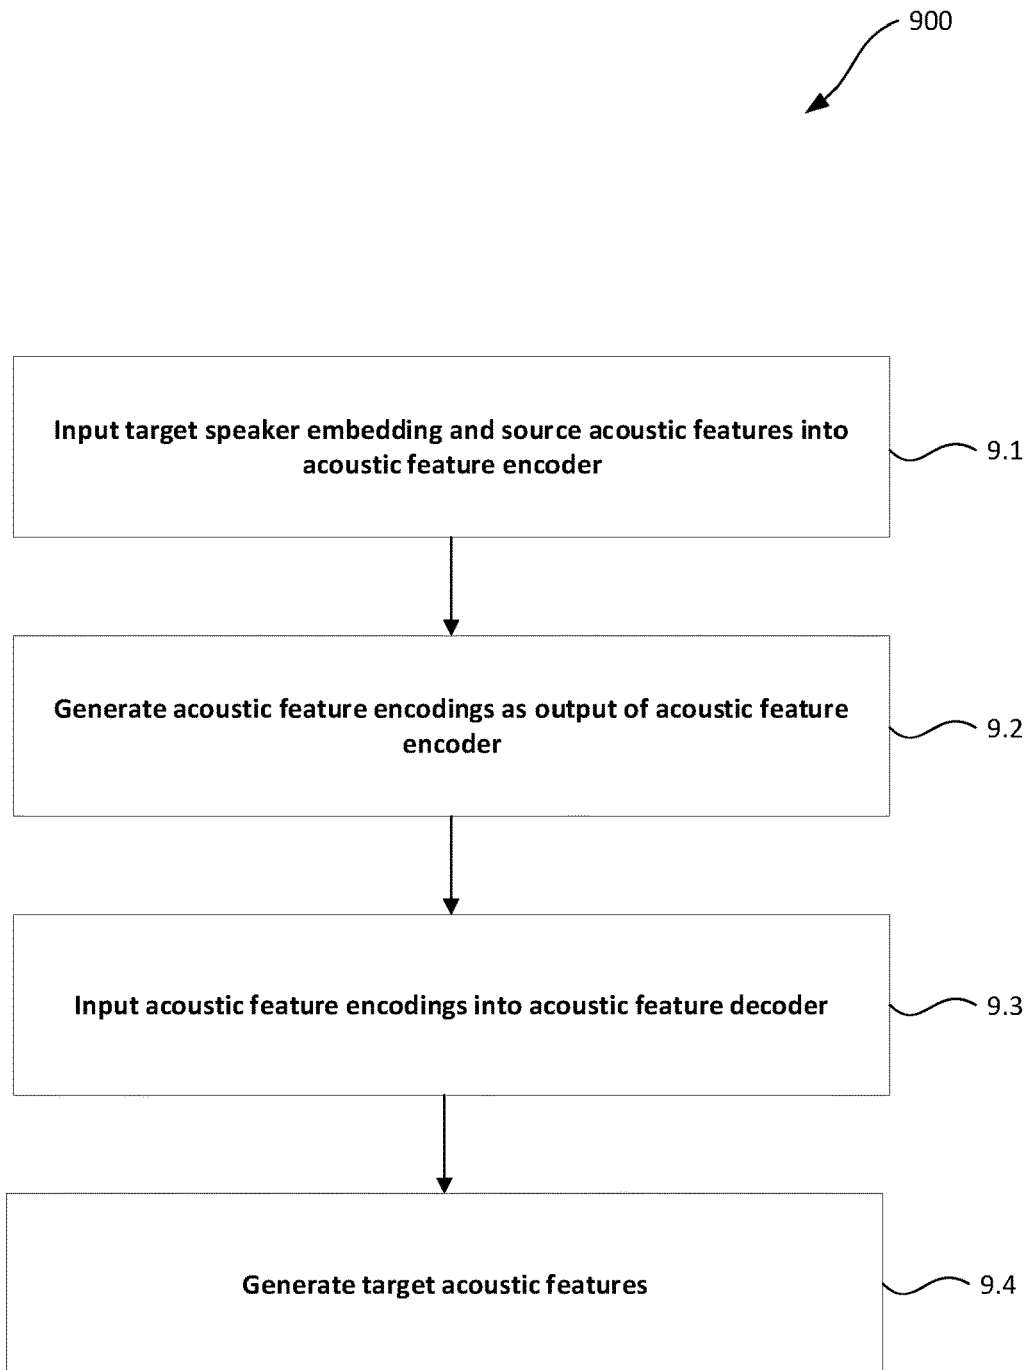 900
Input target speaker embedding and source acoustic features into
acoustic feature encoder
9.1
Generate acoustic feature encodings as output of acoustic feature
encoder
9.2
Input acoustic feature encodings into acoustic feature decoder
9.3
Generate target acoustic features
9.4